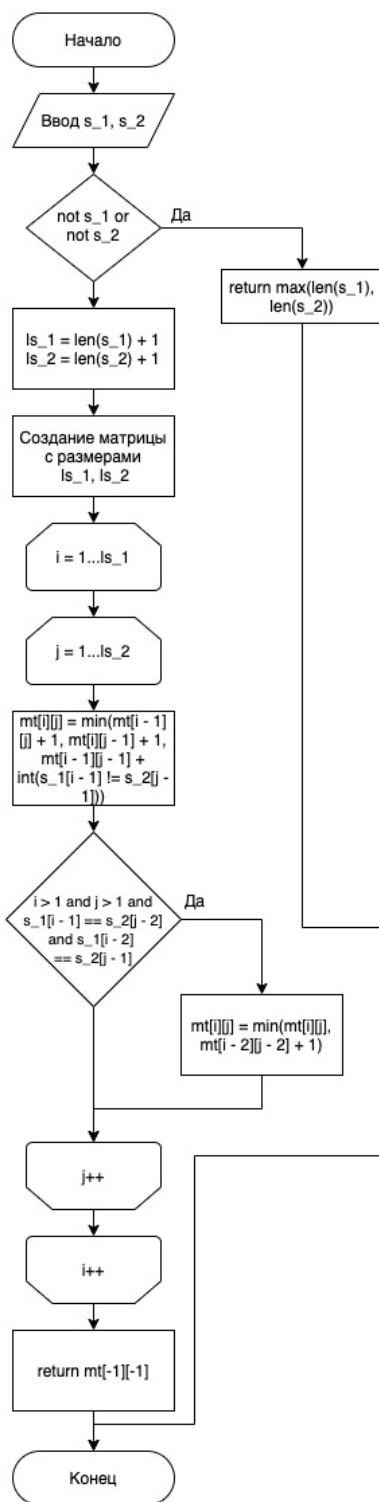 Начало
Ввод s_1, s_2
not s_1 or
not s_2
Да
return max(len(s_1),
len(s_2))
ls_1 = len(s_1) + 1
ls_2 = len(s_2) + 1
Создание матрицы
с размерами
ls_1, ls_2
i = 1...ls_1
j = 1...ls_2
mt[i][j] = min(mt[i - 1]
[j] + 1, mt[i][j - 1] + 1,
mt[i - 1][j - 1] +
int(s_1[i - 1] != s_2[j -
1]))
i > 1 and j > 1 and
s_1[i - 1] == s_2[j - 2]
and s_1[i - 2]
== s_2[j - 1]
Да
mt[i][j] = min(mt[i][j],
mt[i - 2][j - 2] + 1)
j++
i++
return mt[-1][-1]
Конец